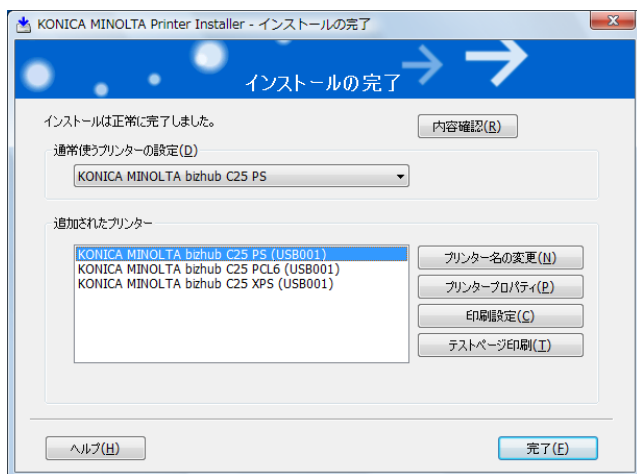 KONICA MINOLTA Printer Installer - インストールの完了
インストールの完了
インストールは正常に完了しました。
内容確認(R)
通常使うプリンターの設定(D)
KONICA MINOLTA bizhub C25 PS
追加されたプリンター
KONICA MINOLTA bizhub C25 PS (USB001)
KONICA MINOLTA bizhub C25 PCL6 (USB001)
KONICA MINOLTA bizhub C25 XPS (USB001)
プリンター名の変更(N)
プリンタープロパティ(P)
印刷設定(C)
テストページ印刷(T)
ヘルプ(H)
完了(F)